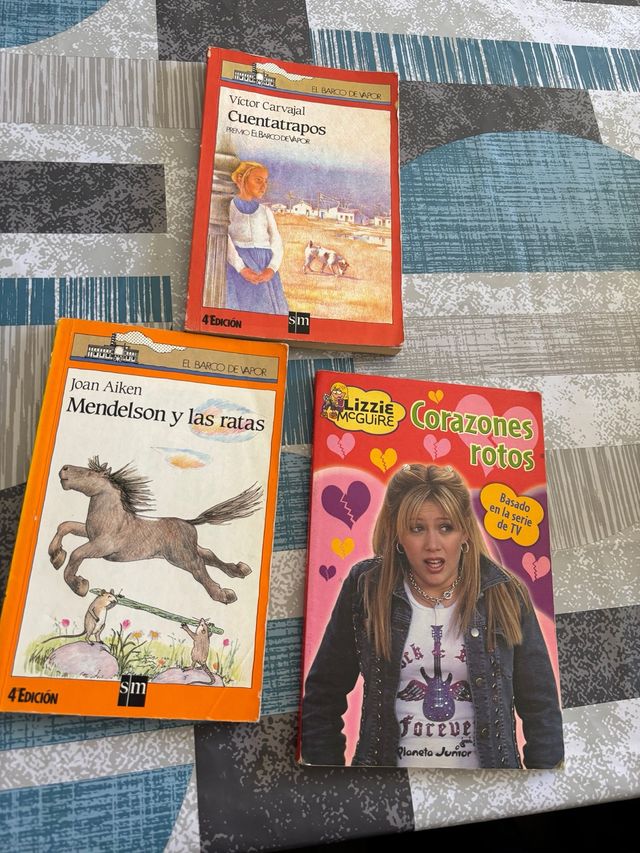 EL BARCO DE VAPOR
Víctor Carvajal
Cuentatrapos
PREMIO EL BARCO DE VAPOR
4ª EDICIÓN
sm
EL BARCO DE VAPOR
Joan Aiken
Mendelson y las ratas
4ª EDICIÓN
sm
LIZZIE
McGUIRE
Corazones
rotos
Basado
en la serie
de TV
Forever
Planeta Junior